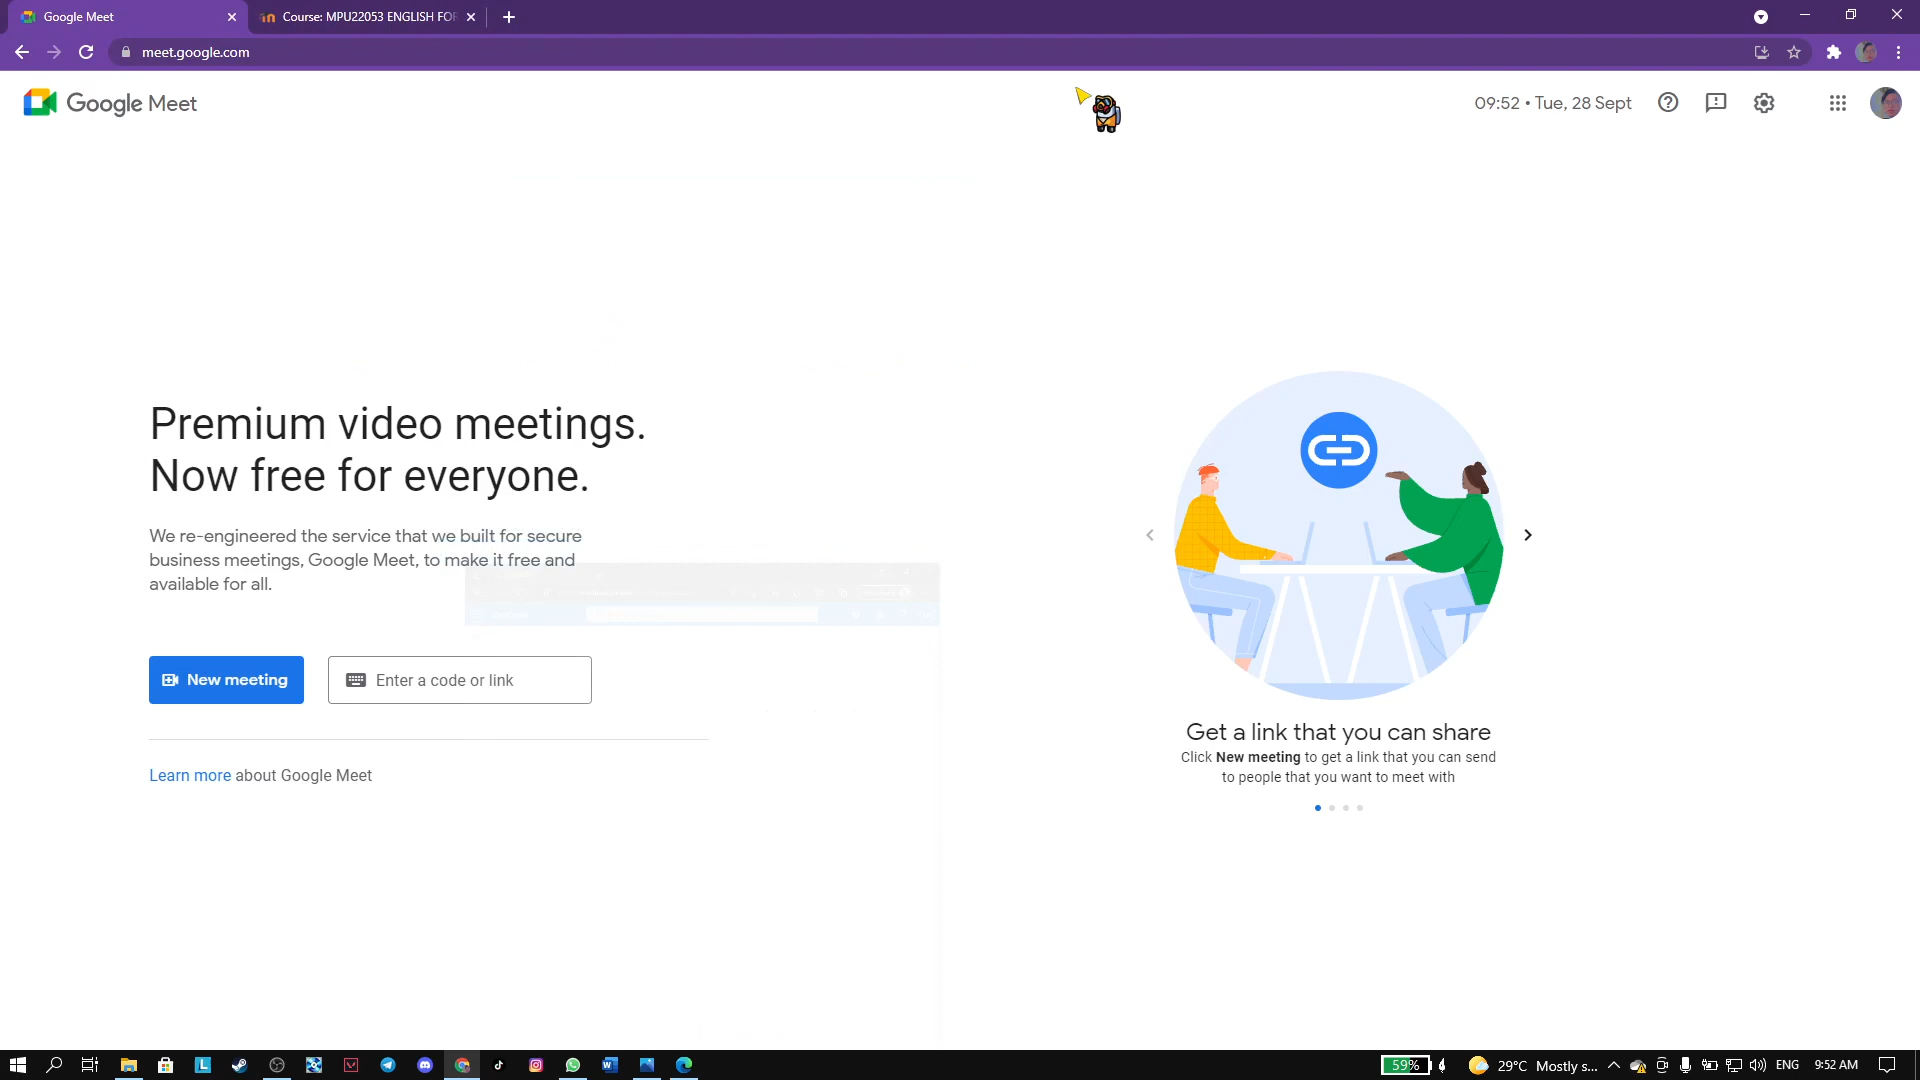 Google Meet
Course: MPU22053 ENGLISH FOR
meet.google.com
Google Meet
09:52 • Tue, 28 Sept
Premium video meetings.
Now free for everyone.
We re-engineered the service that we built for secure
business meetings, Google Meet, to make it free and
available for all.
New meeting
Enter a code or link
Learn more about Google Meet
Get a link that you can share
Click New meeting to get a link that you can send
to people that you want to meet with
59%
29°C Mostly s...
ENG
9:52 AM